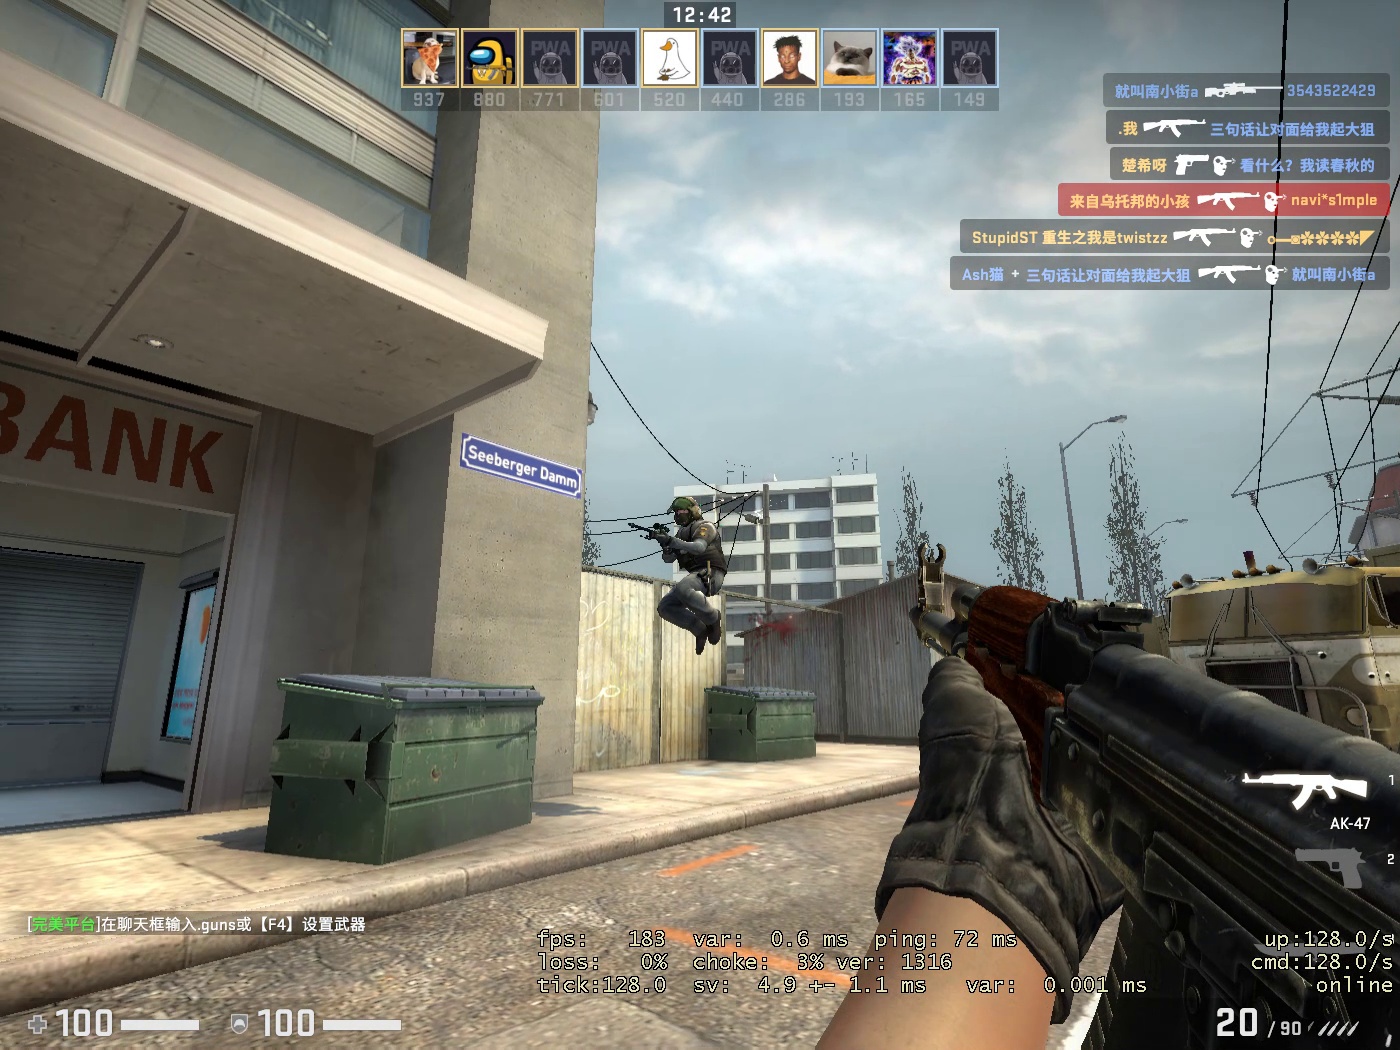 12:42
PWA PWA PWA PWA
937 880 771 601 520 440 286 193 165 149
就叫南小街a 3543522429
.我 三句话让对面给我起大狙
楚希呀 看什么？我读春秋的
来自乌托邦的小孩 navi*s1mple
StupidST 重生之我是twistzz
Ash猫 + 三句话让对面给我起大狙 就叫南小街a
BANK
Seeberger Damm
1
AK-47
2
[完美平台]在聊天框输入.guns或【F4】设置武器
fps: 183 var: 0.6 ms ping: 72 ms
loss: 0% choke: 3% ver: 1316
tick:128.0 sv: 4.9 +- 1.1 ms var: 0.001 ms
up:128.0/s
cmd:128.0/s
online
100 100
20 / 90